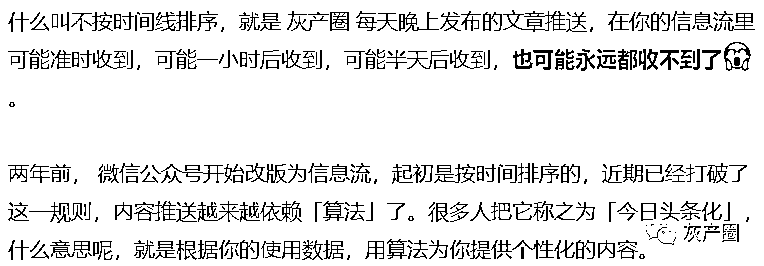 什么叫不按时间线排序，就是 灰产圈 每天晚上发布的文章推送，在你的信息流里
可能准时收到，可能一小时后收到，可能半天后收到，也可能永远都收不到了😱
。
两年前， 微信公众号开始改版为信息流，起初是按时间排序的，近期已经打破了
这一规则，内容推送越来越依赖「算法」了。很多人把它称之为「今日头条化」，
什么意思呢，就是根据你的使用数据，用算法为你提供个性化的内容。
灰产圈